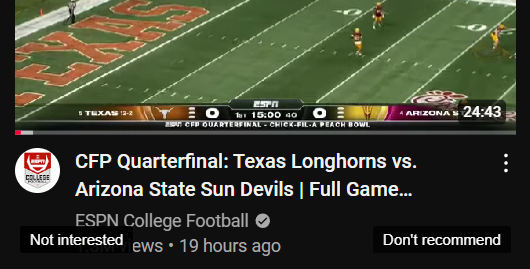 TEXAS
ESPN
5 TEXAS 12-2 0 1st 15:00 40 0 4 ARIZONA S
24:43
ESPN CFP QUARTERFINAL - CHICK-FIL-A PEACH BOWL
ESPN
COLLEGE
FOOTBALL
CFP Quarterfinal: Texas Longhorns vs.
Arizona State Sun Devils | Full Game…
ESPN College Football
Not interested
ews • 19 hours ago
Don't recommend